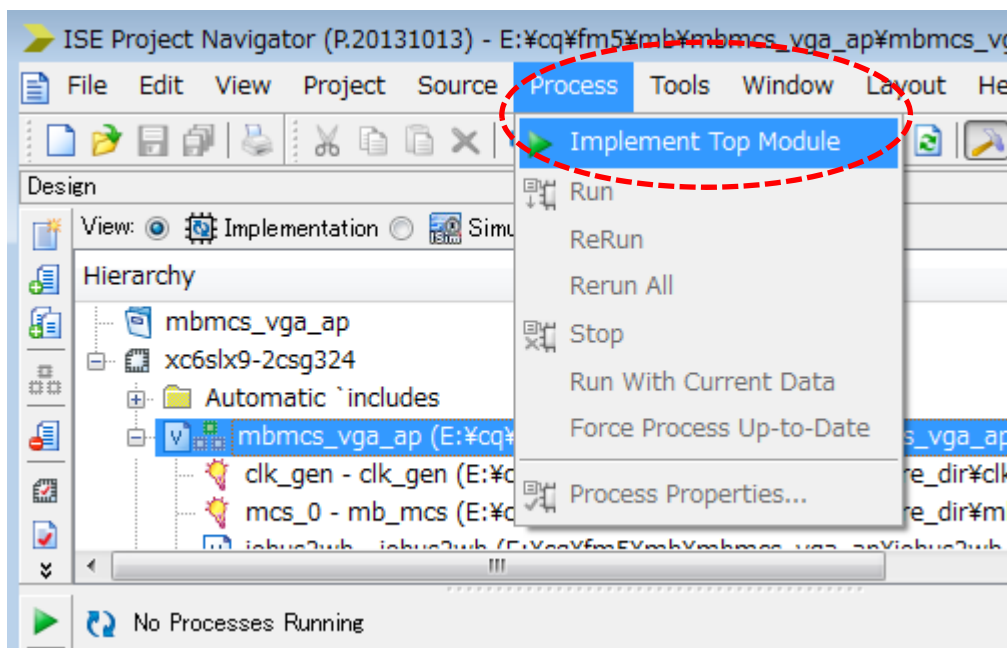 ISE Project Navigator (P.20131013) - E:¥cq¥fm5¥mb¥mbmcs_vga_ap¥mbmcs_vg
File Edit View Project Source Process Tools Window Layout He
Implement Top Module
Run
ReRun
Rerun All
Stop
Run With Current Data
Force Process Up-to-Date
Process Properties...
Design
View: Implementation Simu
Hierarchy
mbmcs_vga_ap
xc6slx9-2csg324
Automatic `includes
mbmcs_vga_ap (E:¥cq¥ s_vga_ap
clk_gen - clk_gen (E:¥c re_dir¥clk
mcs_0 - mb_mcs (E:¥c re_dir¥m
No Processes Running